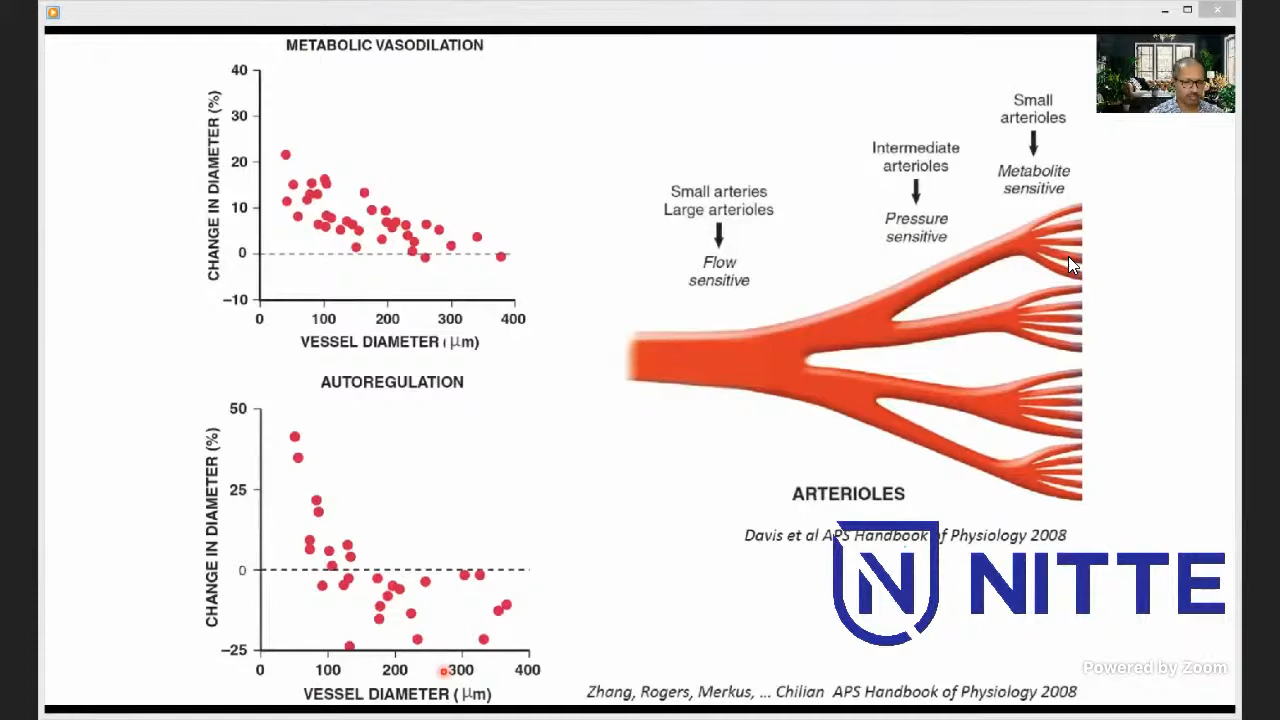 METABOLIC VASODILATION
CHANGE IN DIAMETER (%)
40
30
20
10
0
−10
0 100 200 300 400
VESSEL DIAMETER (μm)
AUTOREGULATION
CHANGE IN DIAMETER (%)
50
25
0
−25
0 100 200 300 400
VESSEL DIAMETER (μm)
Small arteries
Large arterioles
Flow
sensitive
Intermediate
arterioles
Pressure
sensitive
Small
arterioles
Metabolite
sensitive
ARTERIOLES
Davis et al APS Handbook of Physiology 2008
N NITTE
Powered by Zoom
Zhang, Rogers, Merkus, ... Chilian APS Handbook of Physiology 2008